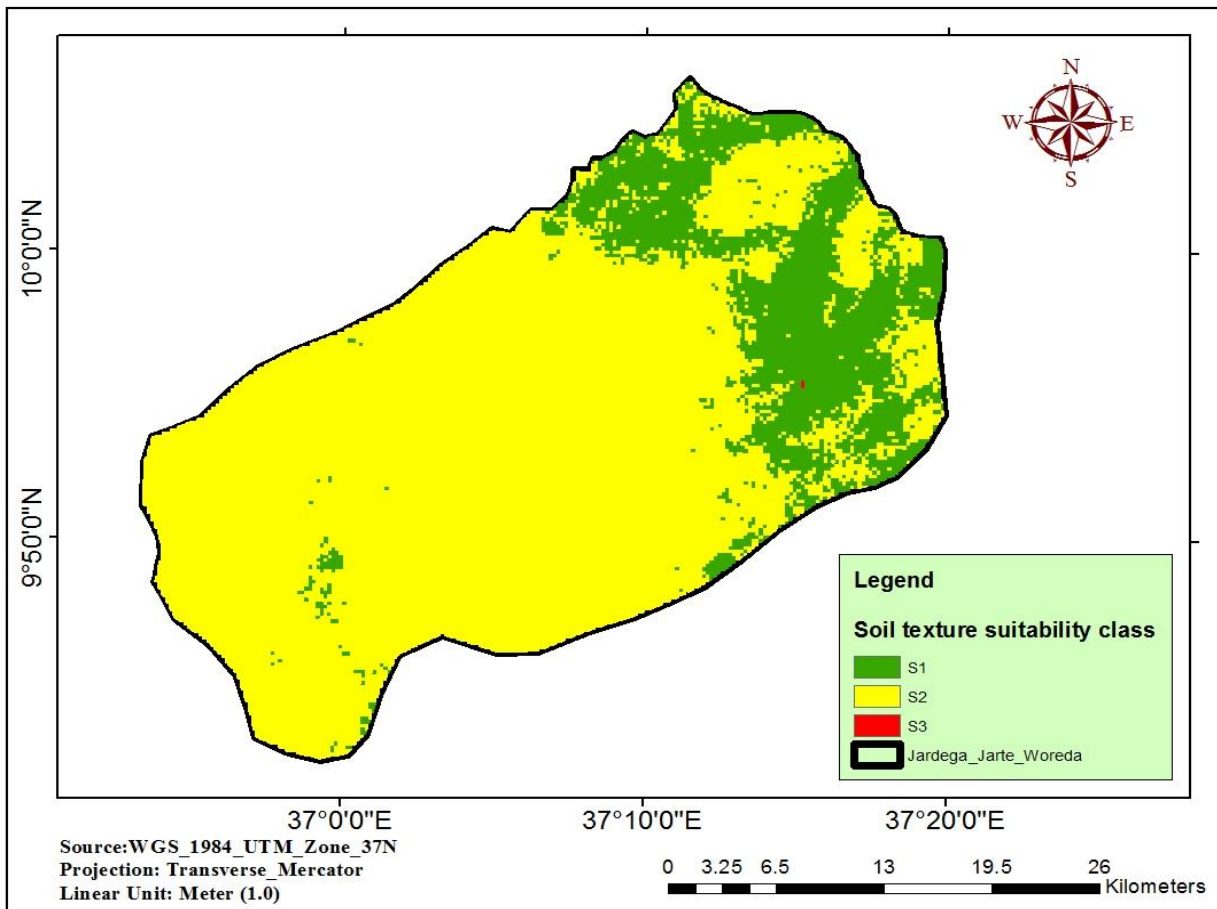 N
W E
S
10°0'0"N
9°50'0"N
Legend
Soil texture suitability class
S1
S2
S3
Jardega_Jarte_Woreda
37°0'0"E 37°10'0"E 37°20'0"E
Source:WGS_1984_UTM_Zone_37N
Projection: Transverse_Mercator
Linear Unit: Meter (1.0)
0 3.25 6.5 13 19.5 26
Kilometers